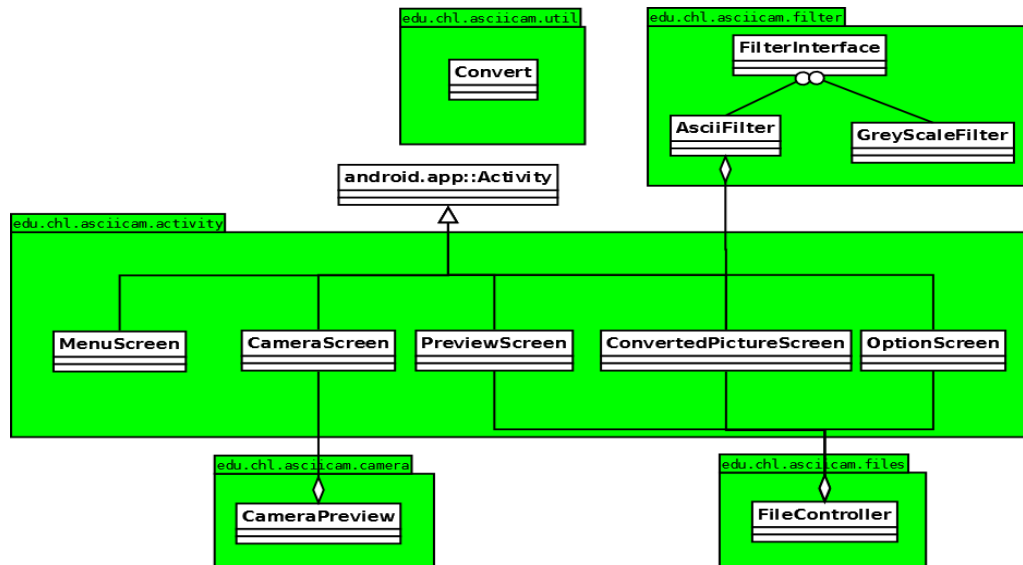 edu.chl.asciicam.util
Convert
edu.chl.asciicam.filter
FilterInterface
AsciiFilter
GreyScaleFilter
android.app::Activity
edu.chl.asciicam.activity
MenuScreen
CameraScreen
PreviewScreen
ConvertedPictureScreen
OptionScreen
edu.chl.asciicam.camera
CameraPreview
edu.chl.asciicam.files
FileController